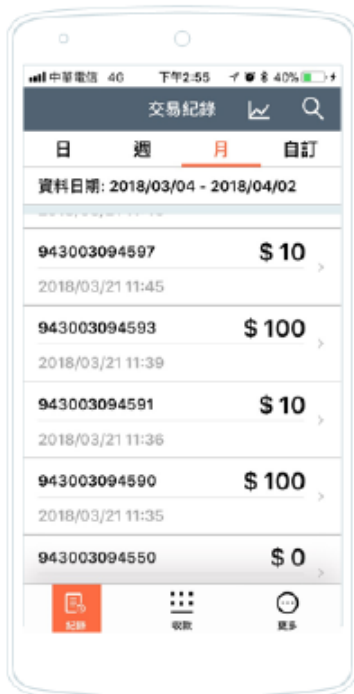 中華電信 4G 下午2:55 40%
交易紀錄
日 週 月 自訂
資料日期: 2018/03/04 - 2018/04/02
943003094597 $ 10
2018/03/21 11:45
943003094593 $ 100
2018/03/21 11:39
943003094591 $ 10
2018/03/21 11:36
943003094590 $ 100
2018/03/21 11:35
943003094550 $ 0
紀錄 收款 更多